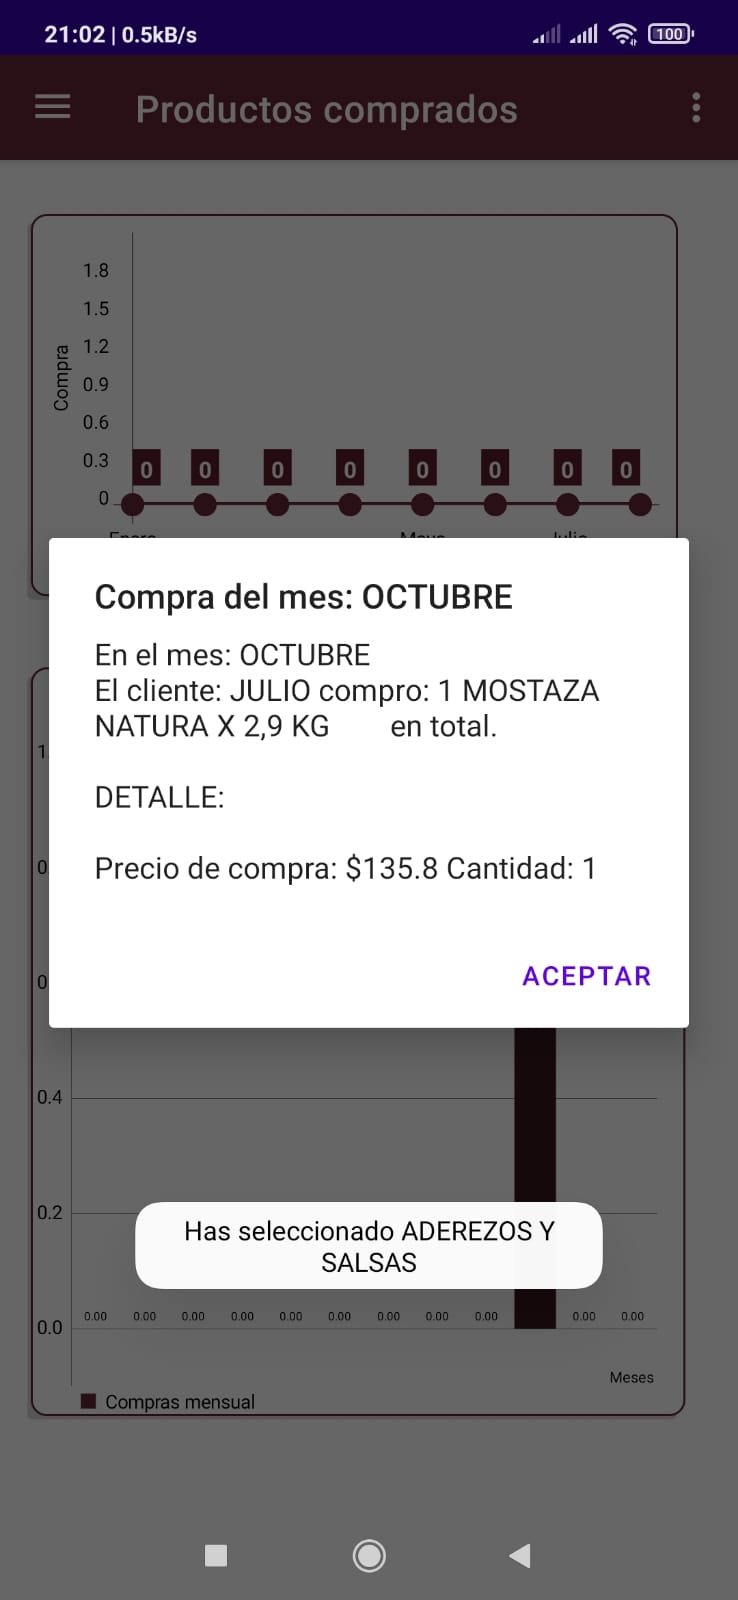 21:02 | 0.5kB/s
100
Productos comprados
Compra
1.8
1.5
1.2
0.9
0.6
0.3
0
0 0 0 0 0 0 0 0
Enero Mayo Julio
Compra del mes: OCTUBRE
En el mes: OCTUBRE
El cliente: JULIO compro: 1 MOSTAZA
NATURA X 2,9 KG en total.
DETALLE:
Precio de compra: $135.8 Cantidad: 1
ACEPTAR
0.4
0.2
Has seleccionado ADEREZOS Y
SALSAS
0.00 0.00 0.00 0.00 0.00 0.00 0.00 0.00 0.00 0.00 0.00
0.0
Meses
Compras mensual